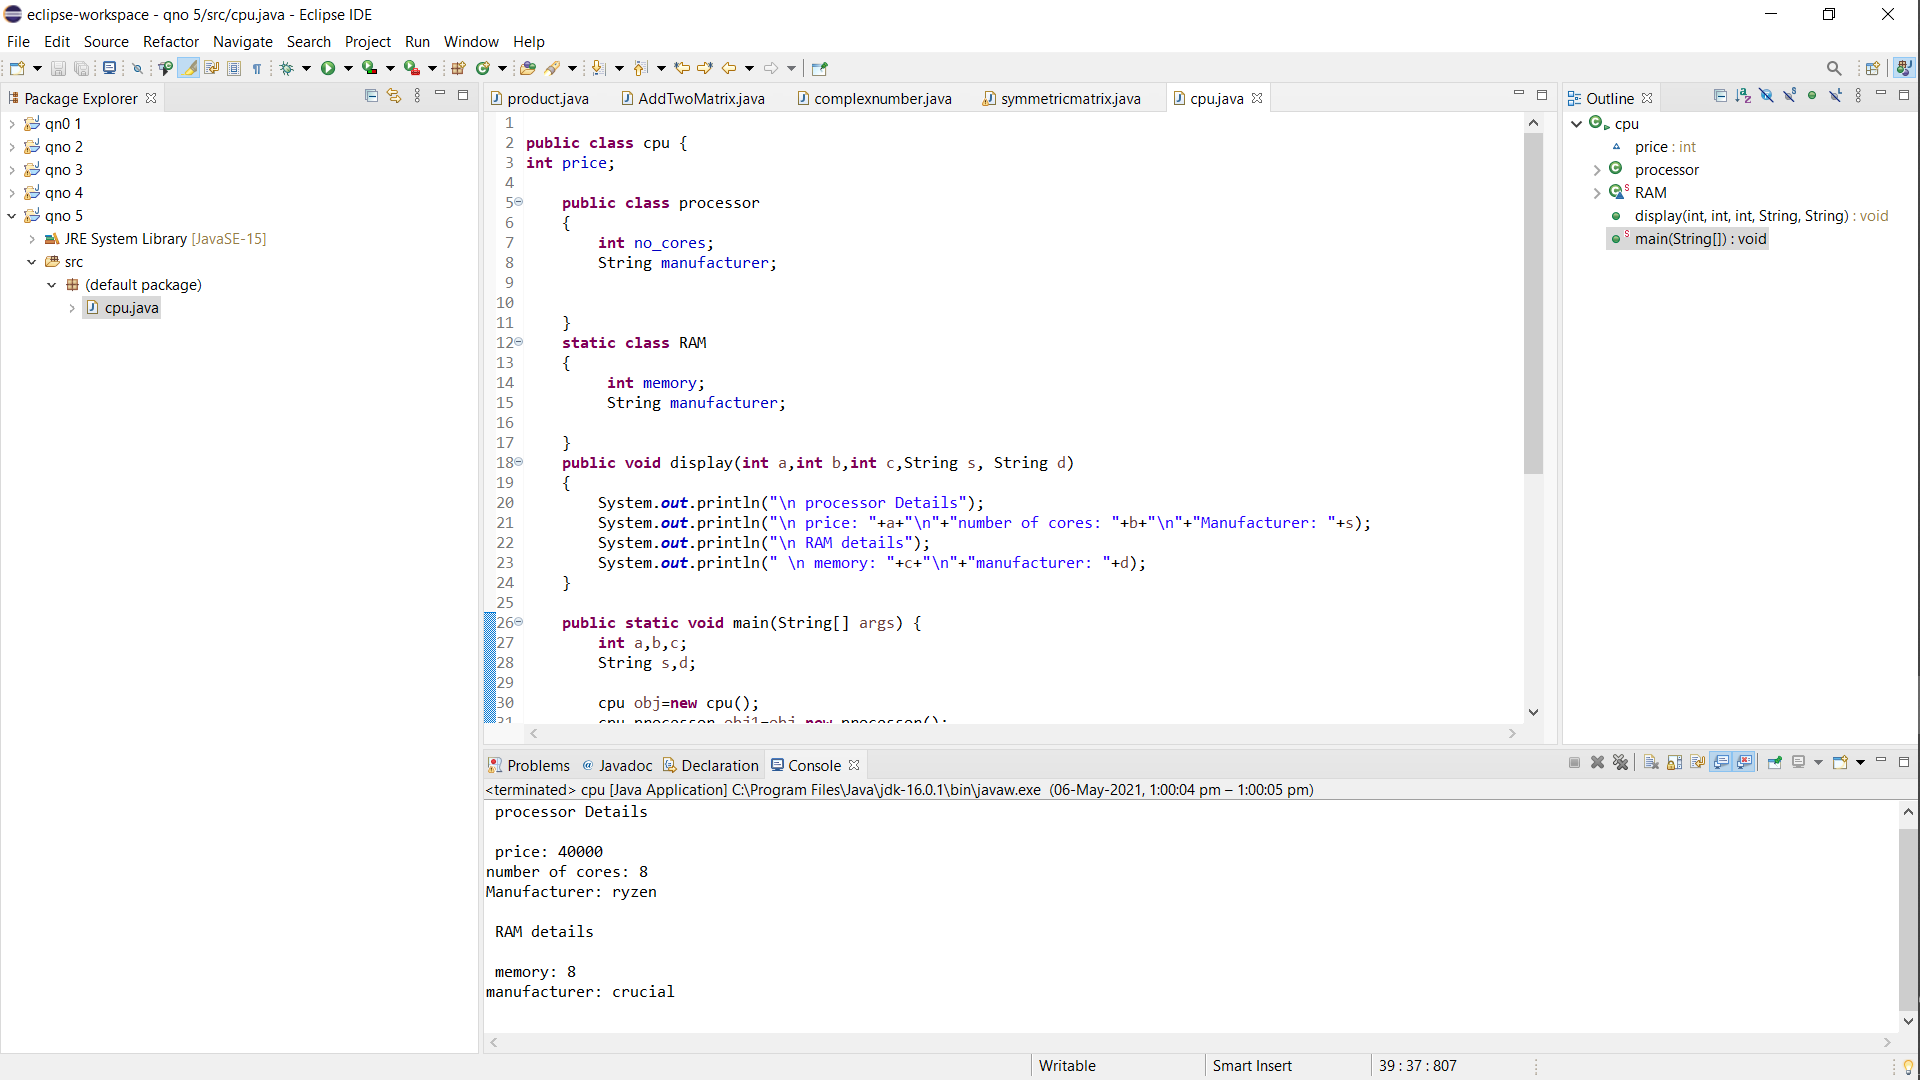 eclipse-workspace - qno 5/src/cpu.java - Eclipse IDE
File Edit Source Refactor Navigate Search Project Run Window Help
Package Explorer
qn0 1
qno 2
qno 3
qno 4
qno 5
JRE System Library [JavaSE-15]
src
(default package)
cpu.java
product.java AddTwoMatrix.java complexnumber.java symmetricmatrix.java cpu.java
1
2 public class cpu {
3 int price;
4
5 public class processor
6 {
7 int no_cores;
8 String manufacturer;
9
10
11 }
12 static class RAM
13 {
14 int memory;
15 String manufacturer;
16
17 }
18 public void display(int a,int b,int c,String s, String d)
19 {
20 System.out.println("\n processor Details");
21 System.out.println("\n price: "+a+"\n"+"number of cores: "+b+"\n"+"Manufacturer: "+s);
22 System.out.println("\n RAM details");
23 System.out.println(" \n memory: "+c+"\n"+"manufacturer: "+d);
24 }
25
26 public static void main(String[] args) {
27 int a,b,c;
28 String s,d;
29
30 cpu obj=new cpu();
31 cpu.processor obj1=obj.new processor();
Outline
cpu
price : int
processor
RAM
display(int, int, int, String, String) : void
main(String[]) : void
Problems @ Javadoc Declaration Console
<terminated> cpu [Java Application] C:\Program Files\Java\jdk-16.0.1\bin\javaw.exe (06-May-2021, 1:00:04 pm – 1:00:05 pm)
processor Details
price: 40000
number of cores: 8
Manufacturer: ryzen
RAM details
memory: 8
manufacturer: crucial
Writable Smart Insert 39 : 37 : 807